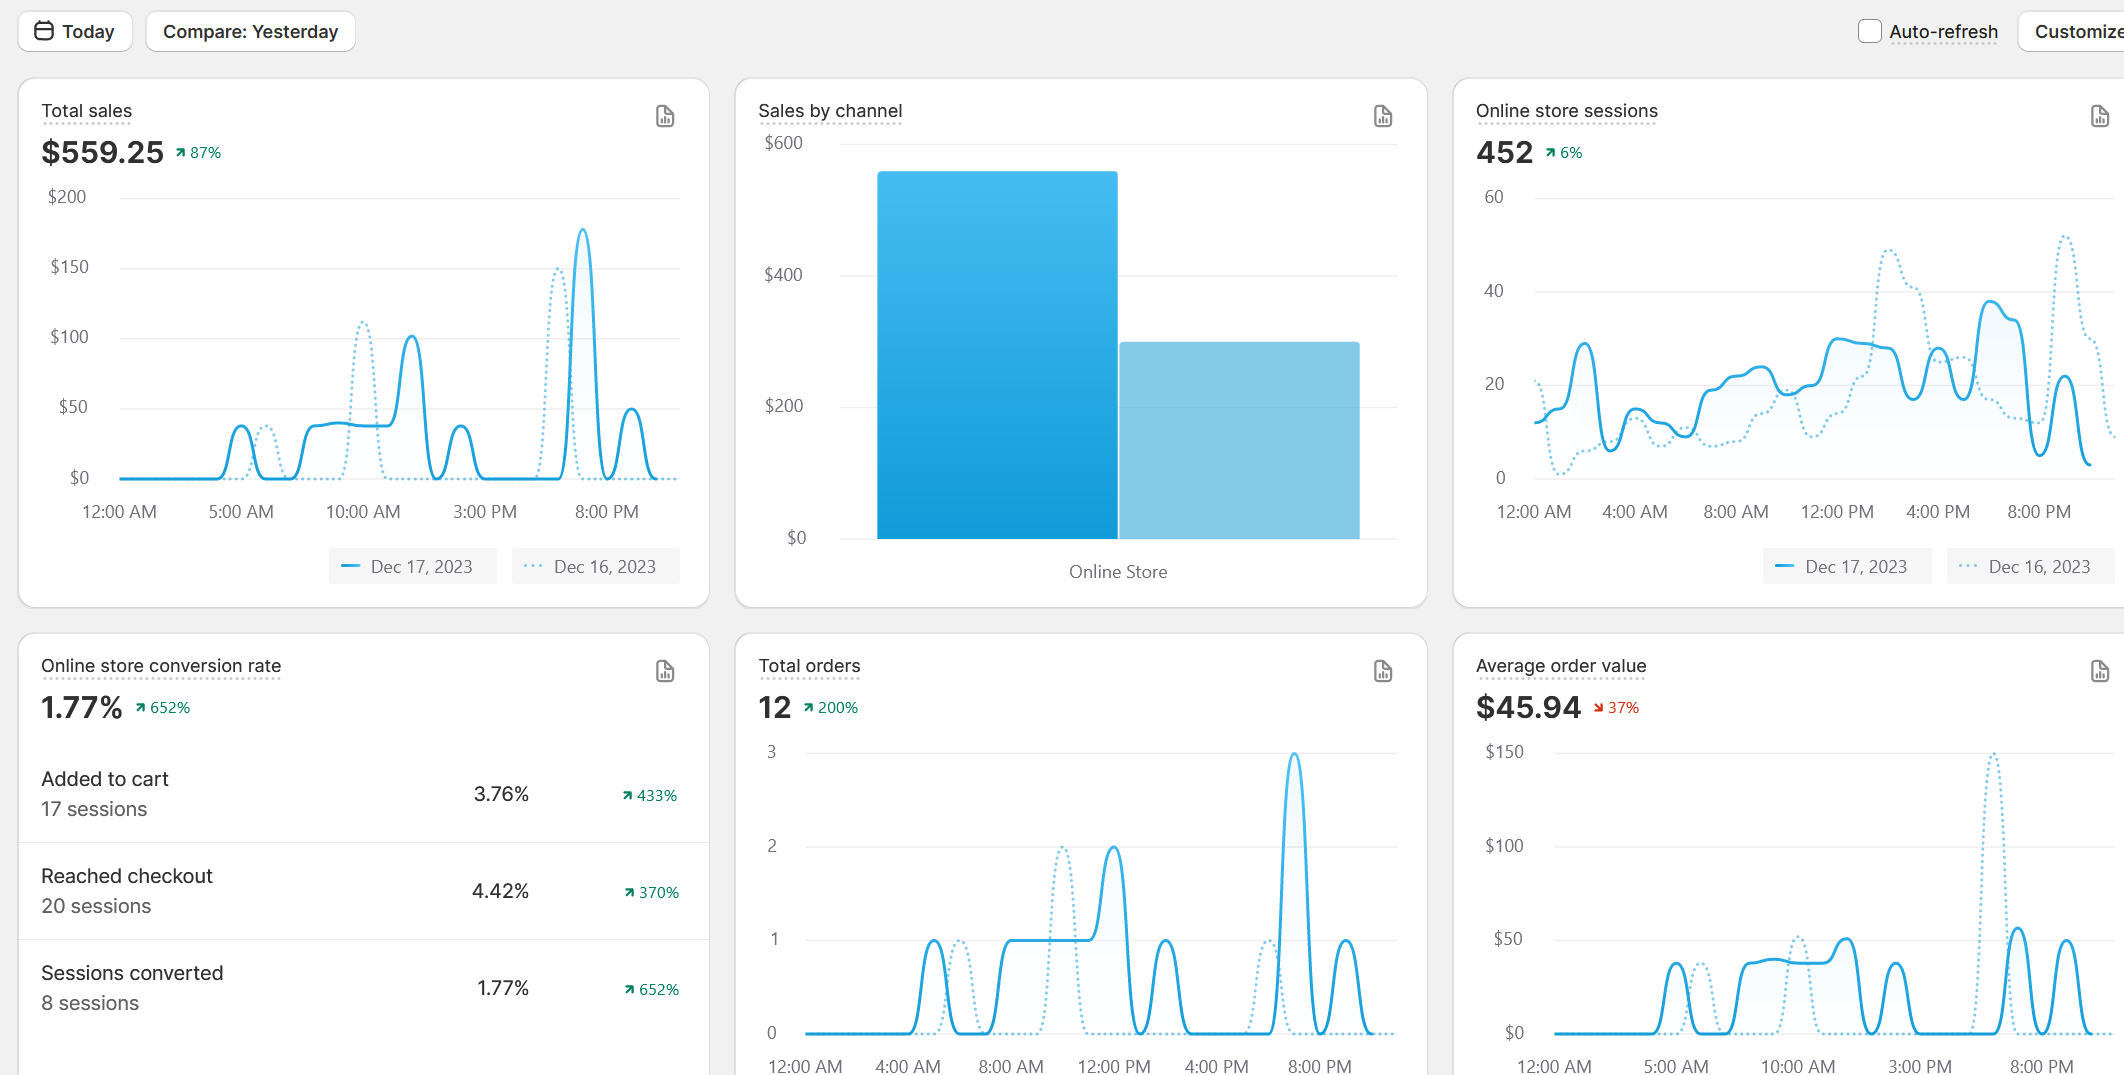 Today
Compare: Yesterday
Auto-refresh
Customize
Total sales
$559.25 87%
$200
$150
$100
$50
$0
12:00 AM 5:00 AM 10:00 AM 3:00 PM 8:00 PM
Dec 17, 2023 Dec 16, 2023
Sales by channel
$600
$400
$200
$0
Online Store
Online store sessions
452 6%
60
40
20
0
12:00 AM 4:00 AM 8:00 AM 12:00 PM 4:00 PM 8:00 PM
Dec 17, 2023 Dec 16, 2023
Online store conversion rate
1.77% 652%
Added to cart
17 sessions
3.76% 433%
Reached checkout
20 sessions
4.42% 370%
Sessions converted
8 sessions
1.77% 652%
Total orders
12 200%
3
2
1
0
12:00 AM 4:00 AM 8:00 AM 12:00 PM 4:00 PM 8:00 PM
Average order value
$45.94 37%
$150
$100
$50
$0
12:00 AM 5:00 AM 10:00 AM 3:00 PM 8:00 PM